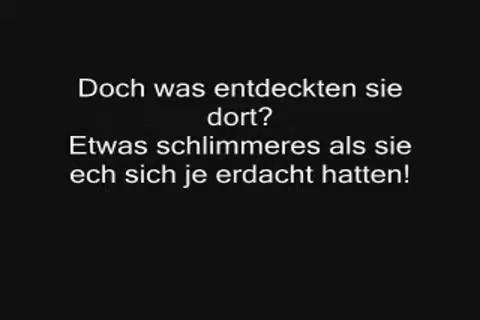 Doch was entdeckten sie
dort?
Etwas schlimmeres als sie
ech sich je erdacht hatten!